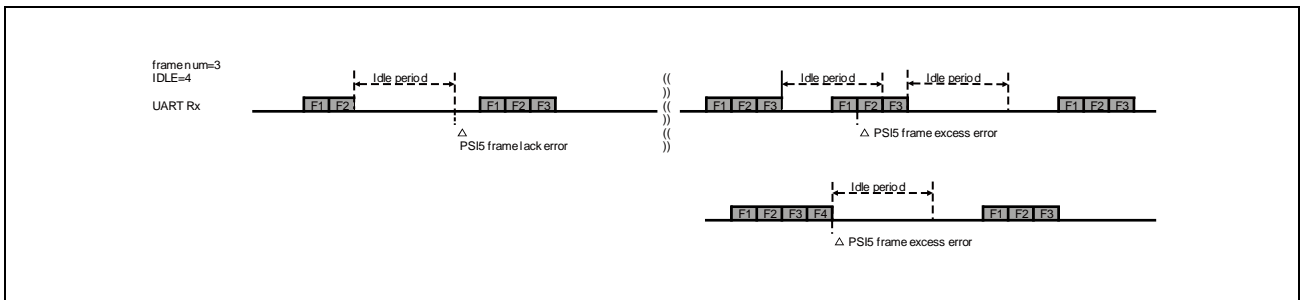 frame num=3
IDLE=4
UART Rx
Idle period
F1 F2
F1 F2 F3
PSI5 frame lack error
((
))
((
))
((
))
Idle period
Idle period
F1 F2 F3
F1 F2 F3
F1 F2 F3
△ PSI5 frame excess error
Idle period
F1 F2 F3 F4
F1 F2 F3
△ PSI5 frame excess error